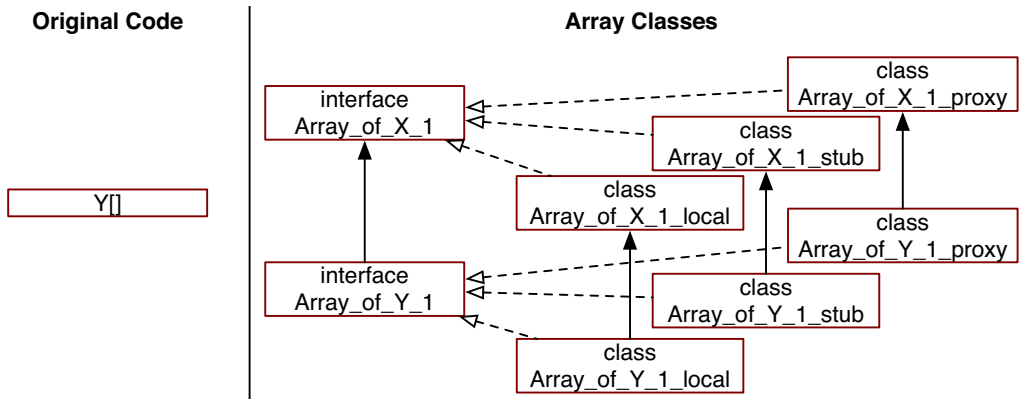 Original Code
Array Classes
class
Array_of_X_1_proxy
interface
Array_of_X_1
class
Array_of_X_1_stub
class
Array_of_X_1_local
Y[]
class
Array_of_Y_1_proxy
interface
Array_of_Y_1
class
Array_of_Y_1_stub
class
Array_of_Y_1_local